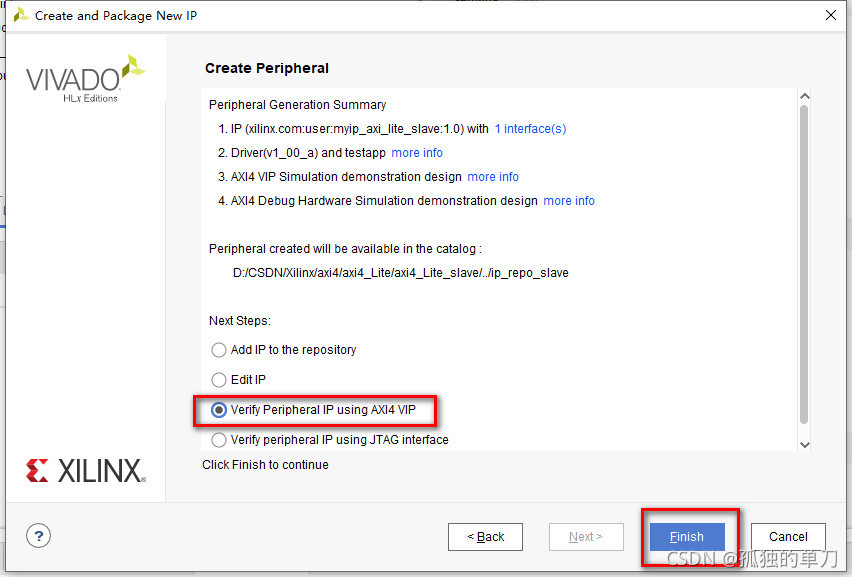 Create and Package New IP
VIVADO
HLx Editions
Create Peripheral
Peripheral Generation Summary
1. IP (xilinx.com:user:myip_axi_lite_slave:1.0) with 1 interface(s)
2. Driver(v1_00_a) and testapp more info
3. AXI4 VIP Simulation demonstration design more info
4. AXI4 Debug Hardware Simulation demonstration design more info
Peripheral created will be available in the catalog :
D:/CSDN/Xilinx/axi4/axi4_Lite/axi4_Lite_slave/../ip_repo_slave
Next Steps:
Add IP to the repository
Edit IP
Verify Peripheral IP using AXI4 VIP
Verify peripheral IP using JTAG interface
Click Finish to continue
XILINX
?
< Back
Next >
Finish
Cancel
CSDN @孤独的单刀